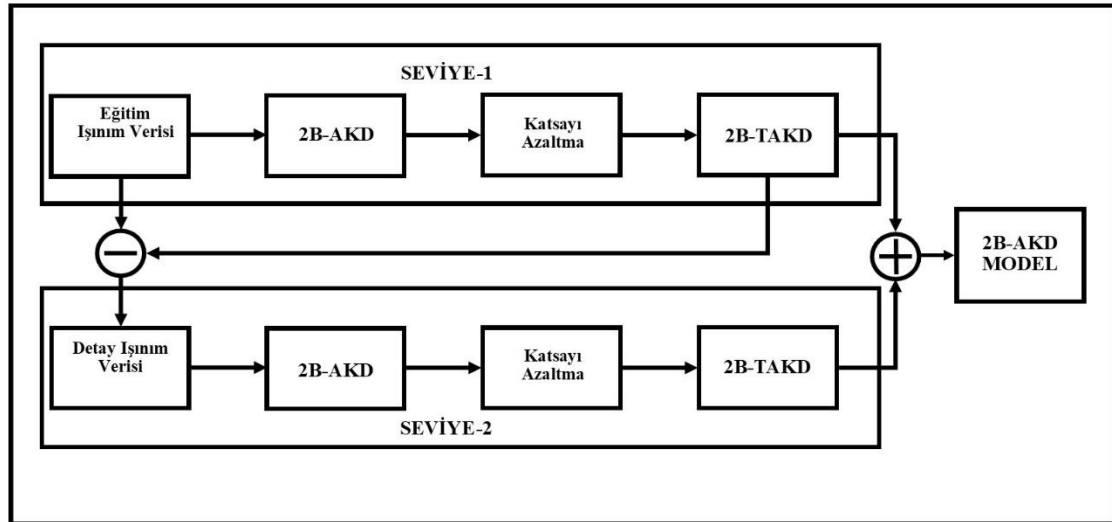 SEVİYE-1
Eğitim
Işınım Verisi
2B-AKD
Katsayı
Azaltma
2B-TAKD
2B-AKD
MODEL
Detay Işınım
Verisi
2B-AKD
Katsayı
Azaltma
2B-TAKD
SEVİYE-2